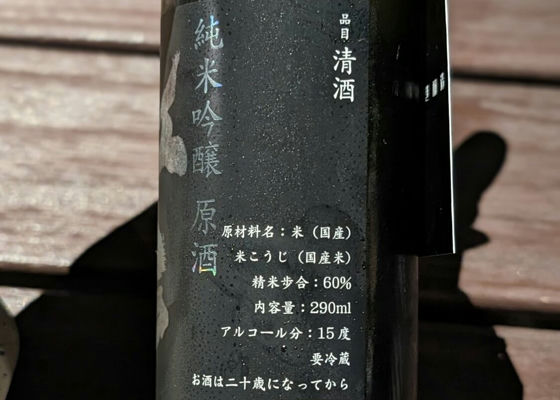 品目 清酒
純米吟醸 原酒
原材料名：米（国産）
米こうじ（国産米）
精米歩合：60%
内容量：290ml
アルコール分：15度
要冷蔵
お酒は二十歳になってから